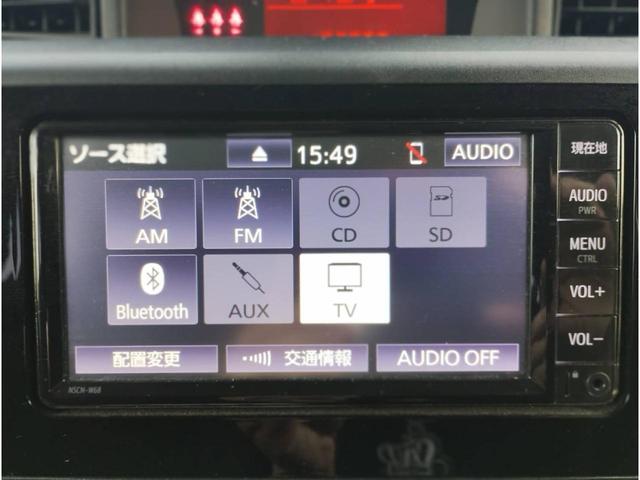 ソース選択
15:49
AUDIO
現在地
AM
FM
CD
SD
AUDIO
PWR
MENU
CTRL
Bluetooth
AUX
TV
VOL+
VOL-
配置変更
交通情報
AUDIO OFF
NSCN-W68